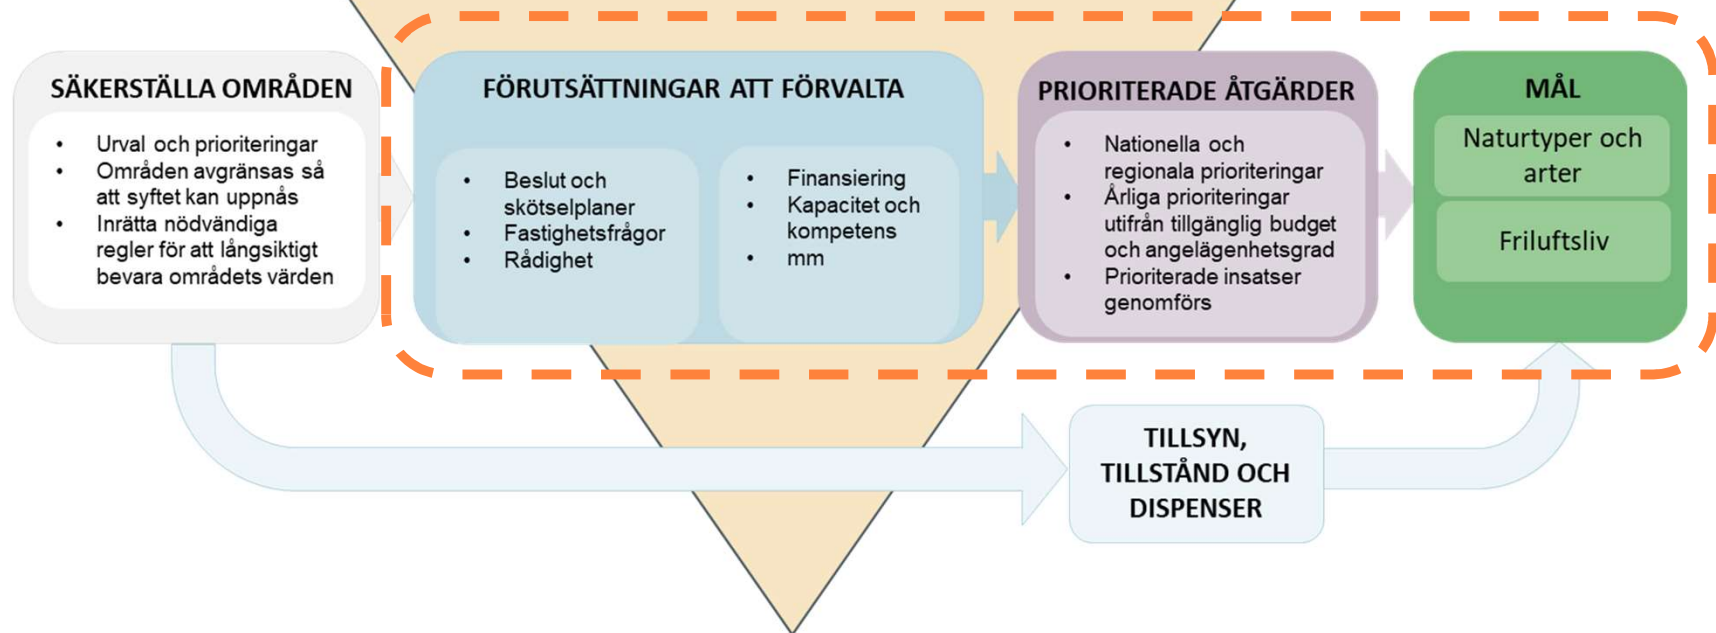 SÄKERSTÄLLA OMRÅDEN
• Urval och prioriteringar
• Områden avgränsas så
att syftet kan uppnås
• Inrätta nödvändiga
regler för att långsiktigt
bevara områdets värden
FÖRUTSÄTTNINGAR ATT FÖRVALTA
• Beslut och
skötselplaner
• Fastighetsfrågor
• Rådighet
• Finansiering
• Kapacitet och
kompetens
• mm
PRIORITERADE ÅTGÄRDER
• Nationella och
regionala prioriteringar
• Årliga prioriteringar
utifrån tillgänglig budget
och angelägenhetsgrad
• Prioriterade insatser
genomförs
MÅL
Naturtyper och
arter
Friluftsliv
TILLSYN,
TILLSTÅND OCH
DISPENSER